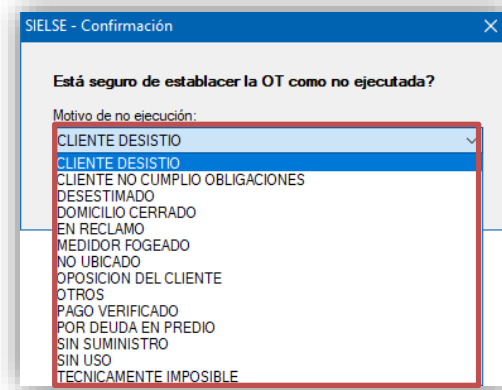 SIELSE - Confirmación
Está seguro de establacer la OT como no ejecutada?
Motivo de no ejecución:
CLIENTE DESISTIO
CLIENTE DESISTIO
CLIENTE NO CUMPLIO OBLIGACIONES
DESESTIMADO
DOMICILIO CERRADO
EN RECLAMO
MEDIDOR FOGEADO
NO UBICADO
OPOSICION DEL CLIENTE
OTROS
PAGO VERIFICADO
POR DEUDA EN PREDIO
SIN SUMINISTRO
SIN USO
TECNICAMENTE IMPOSIBLE